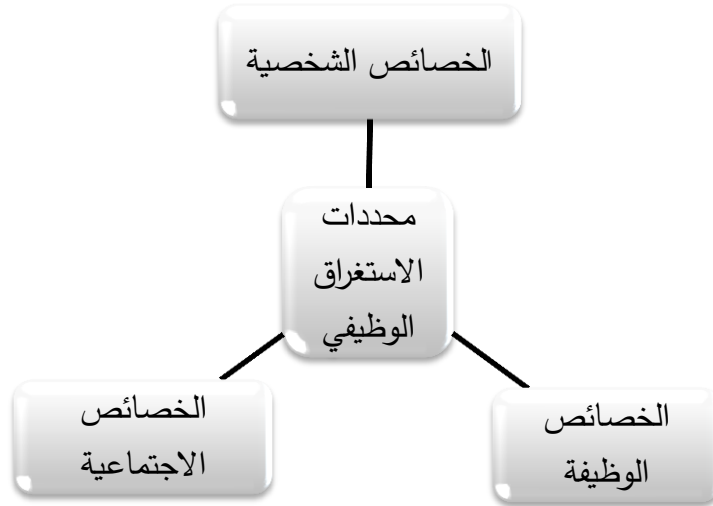 الخصائص الشخصية
محددات
الاستغراق
الوظيفي
الخصائص
الوظيفة
الخصائص
الاجتماعية